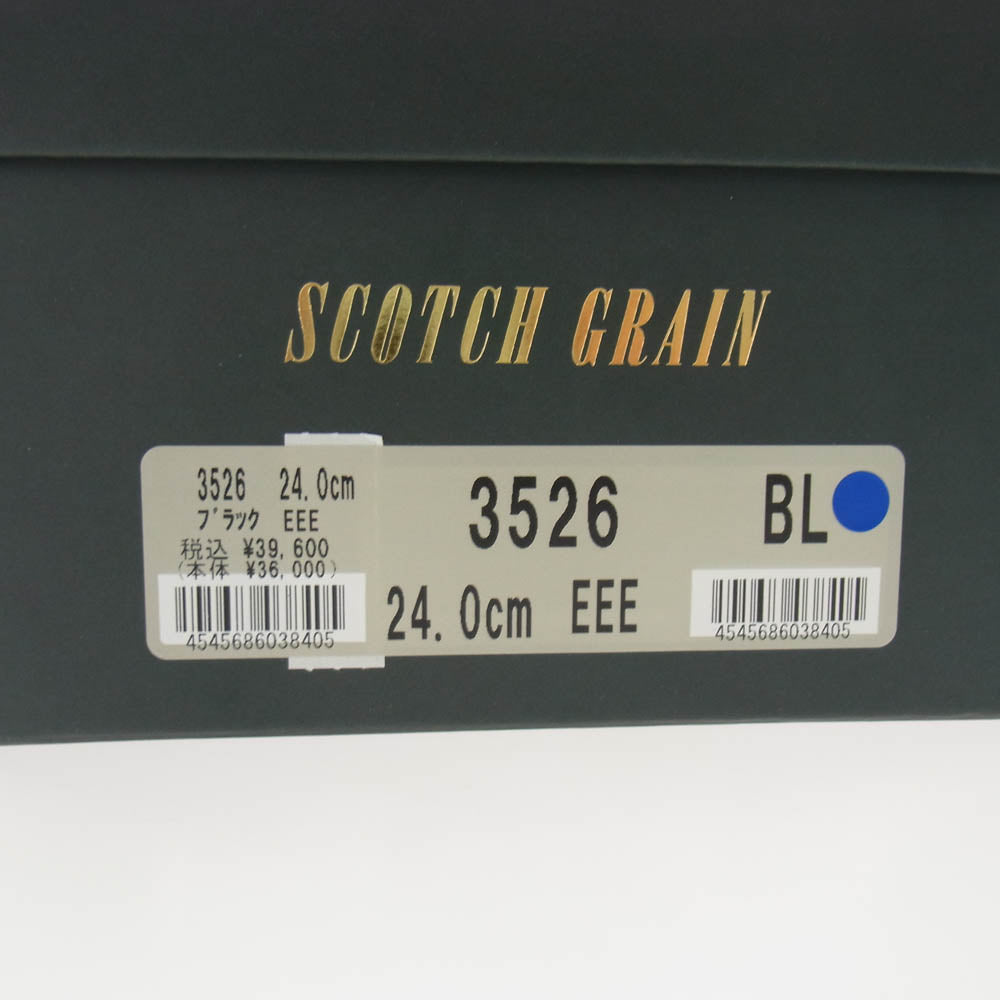 SCOTCH GRAIN
3526 24.0cm
ブラック EEE
税込 ¥39,600
(本体 ¥36,000)
4545686038405
3526 BL
24.0cm EEE
4545686038405